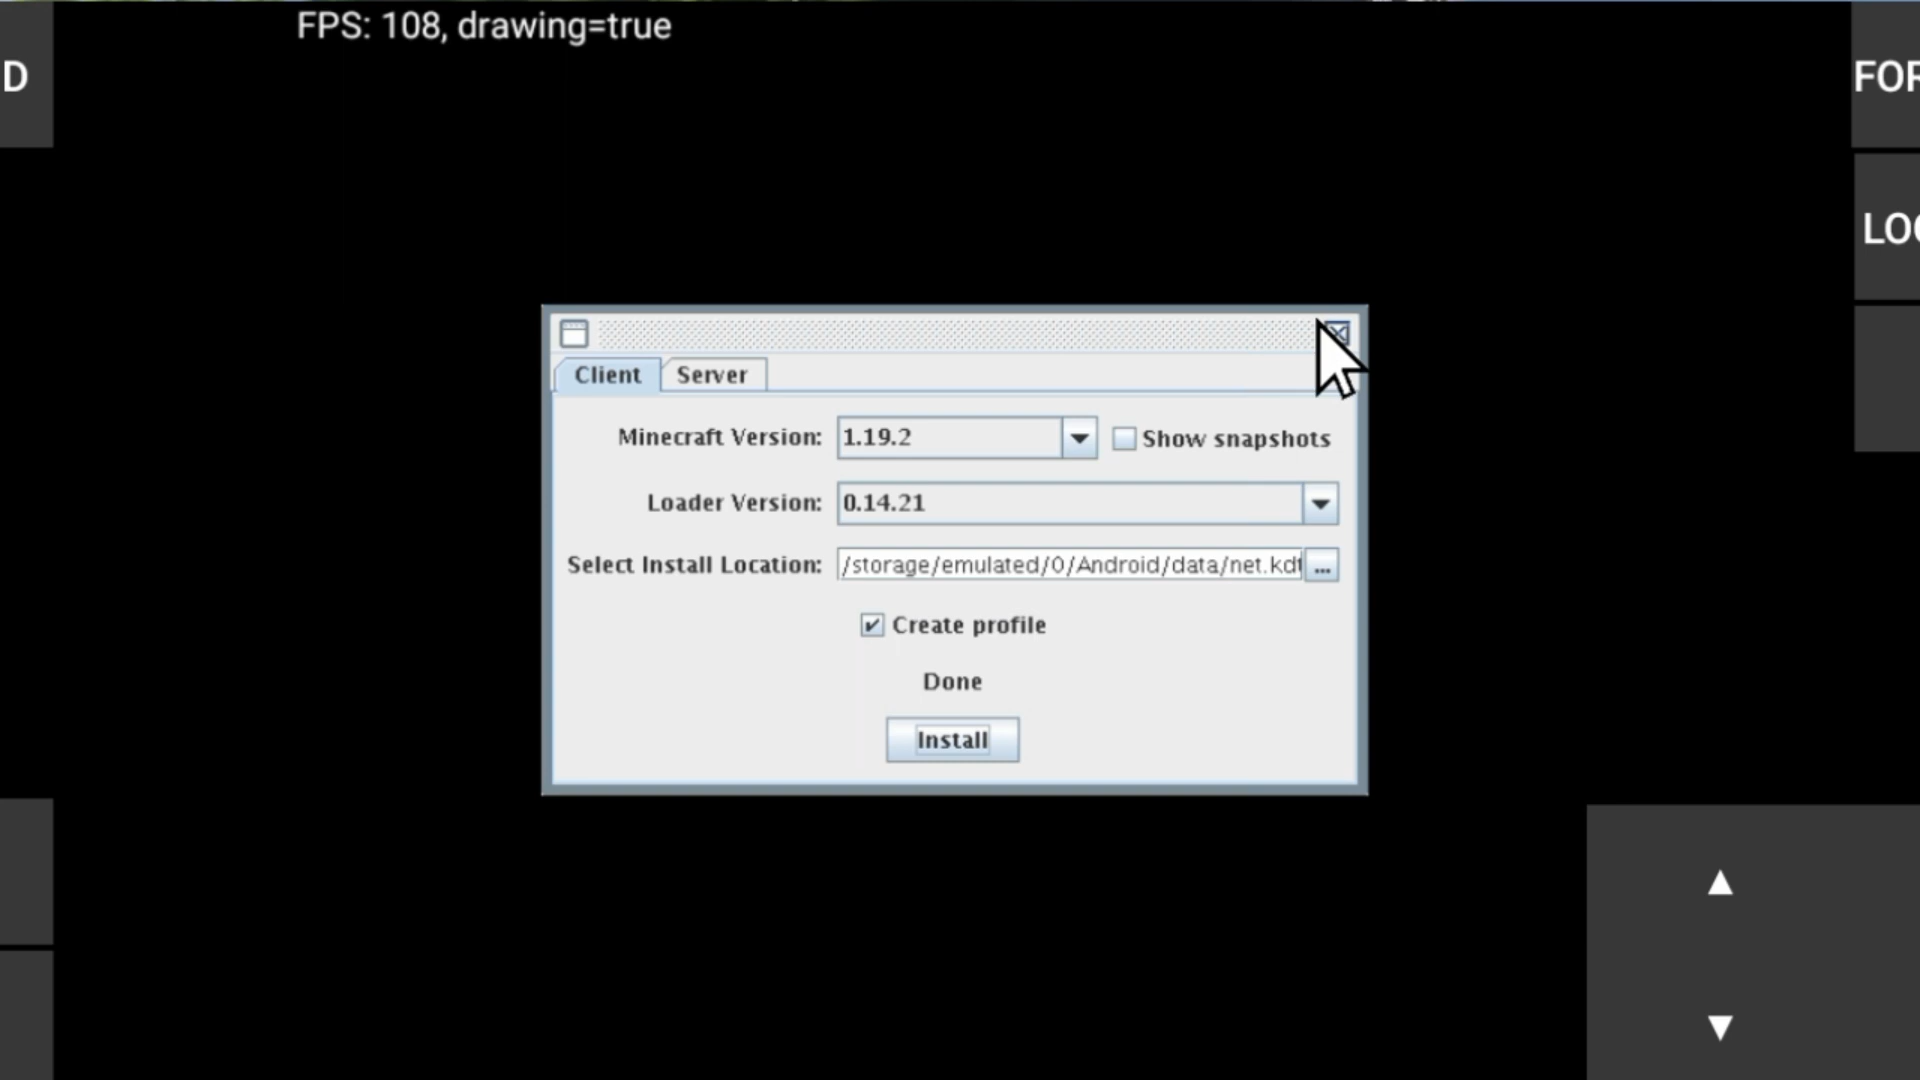 FPS: 108, drawing=true
D
FOR
LOG
Client
Server
Minecraft Version: 1.19.2 Show snapshots
Loader Version: 0.14.21
Select Install Location: /storage/emulated/0/Android/data/net.kdt ...
Create profile
Done
Install
▲
▼